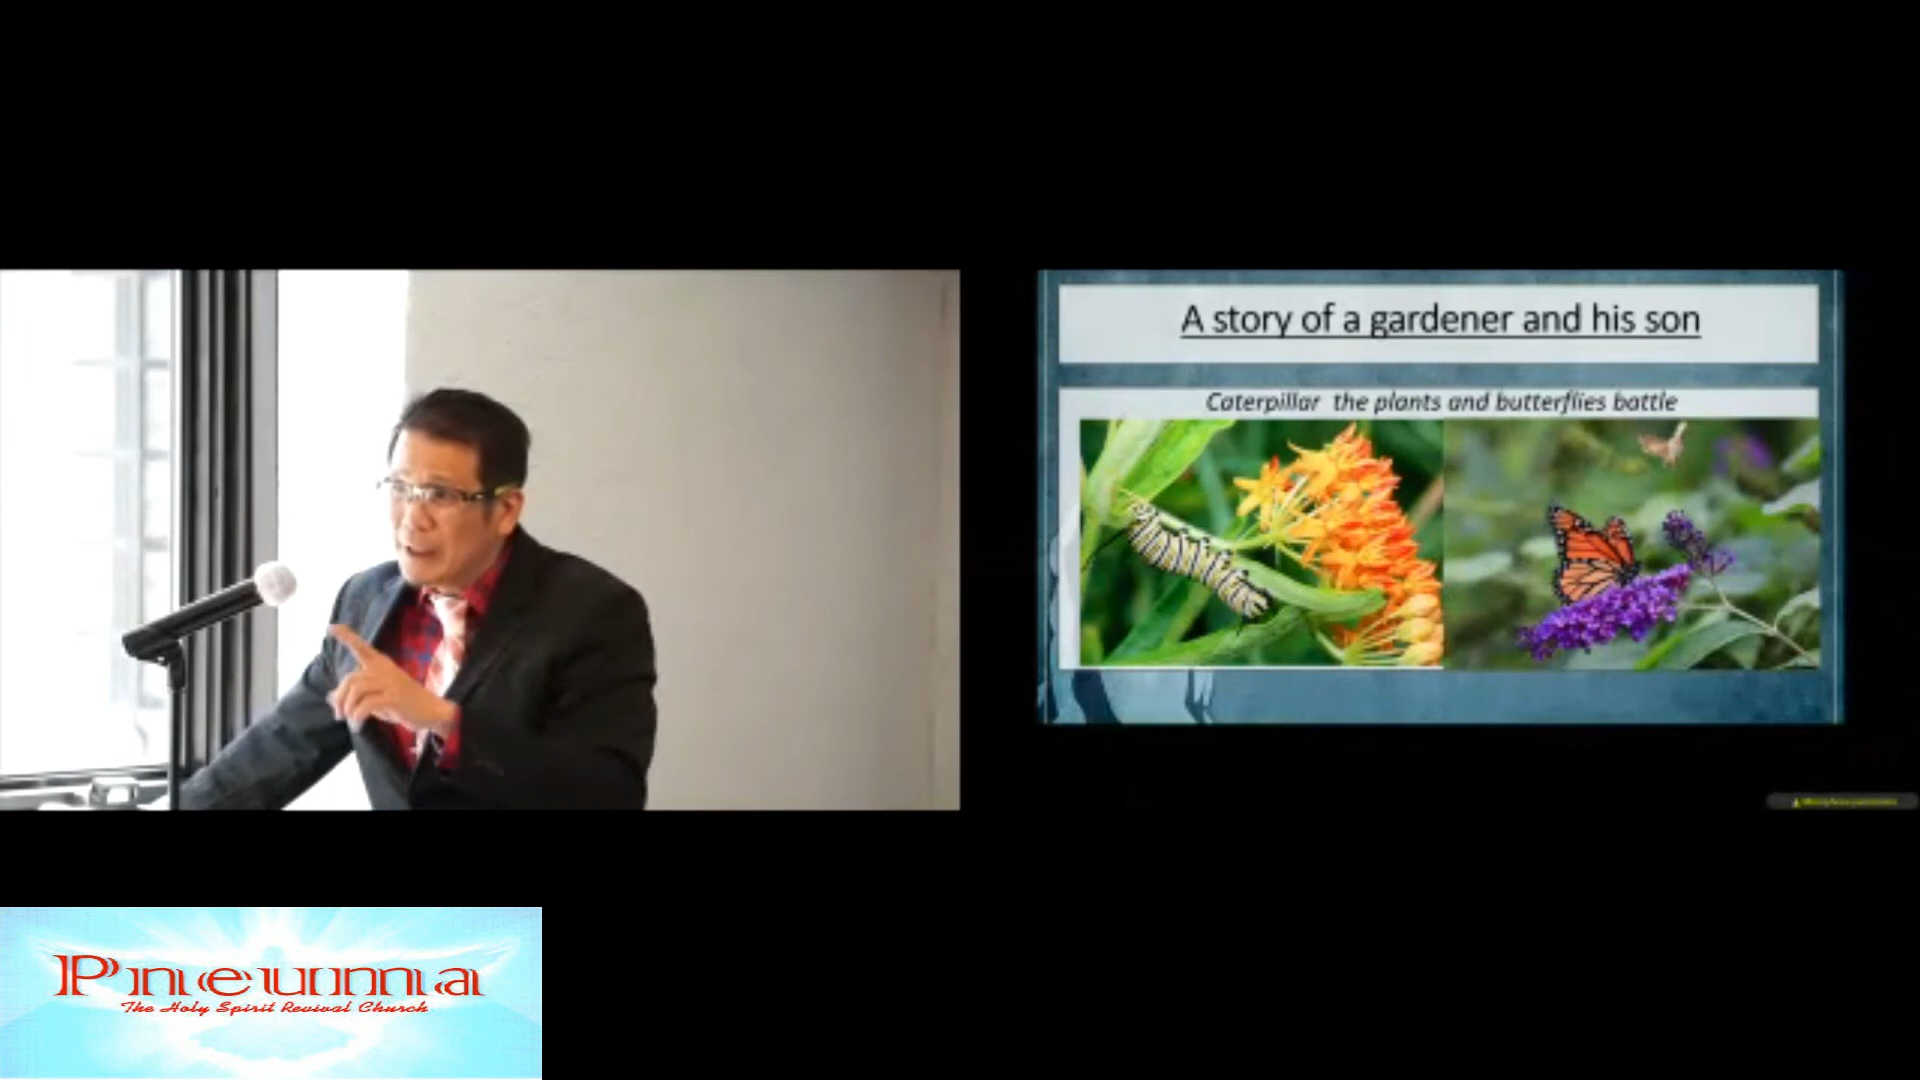 A story of a gardener and his son
Caterpillar the plants and butterflies battle
Pneuma
The Holy Spirit Revival Church